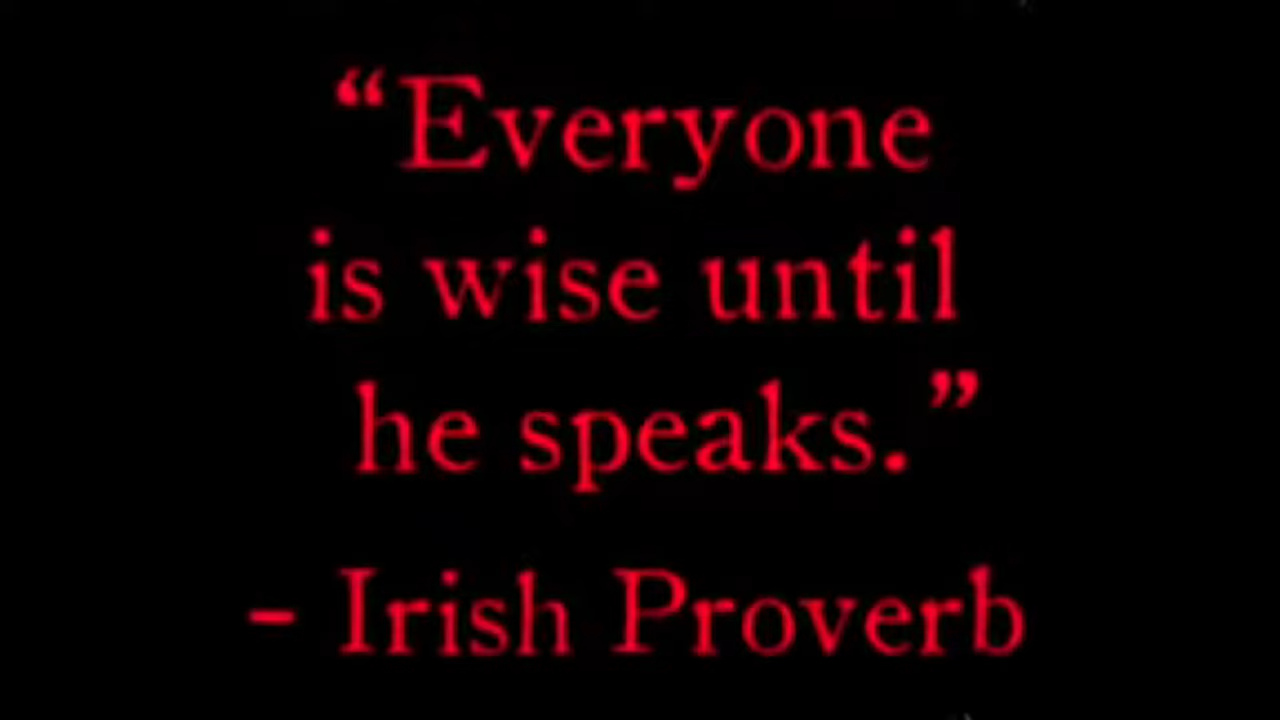 “Everyone
is wise until
he speaks.”
- Irish Proverb